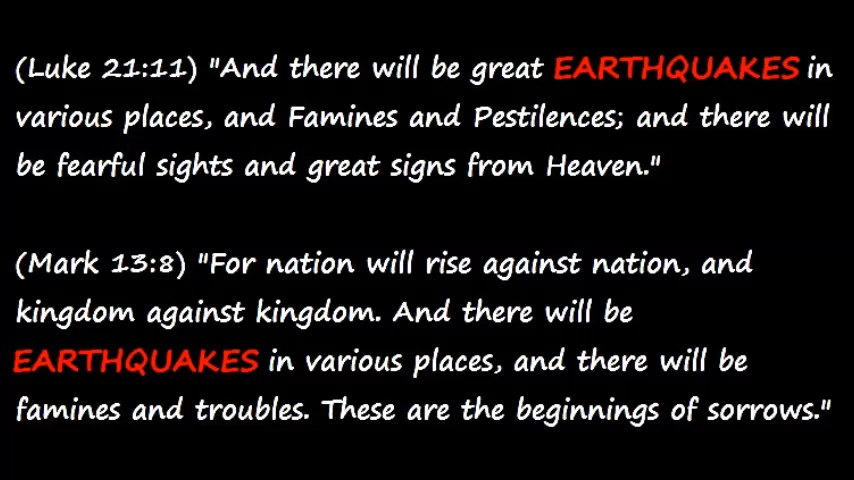 (Luke 21:11) "And there will be great EARTHQUAKES in
various places, and Famines and Pestilences; and there will
be fearful sights and great signs from Heaven."
(Mark 13:8) "For nation will rise against nation, and
kingdom against kingdom. And there will be
EARTHQUAKES in various places, and there will be
famines and troubles. These are the beginnings of sorrows."